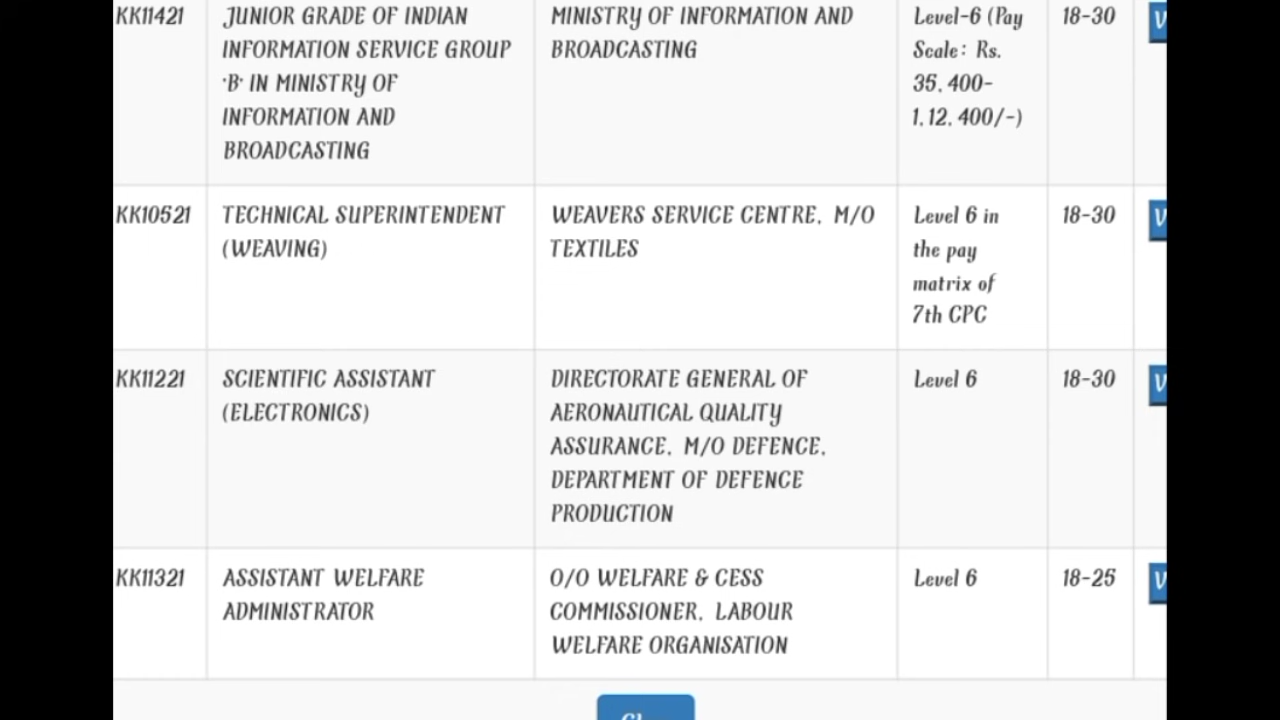 KK11421 JUNIOR GRADE OF INDIAN MINISTRY OF INFORMATION AND Level-6 (Pay 18-30 V
INFORMATION SERVICE GROUP BROADCASTING Scale: Rs.
'B' IN MINISTRY OF 35,400-
INFORMATION AND 1,12,400/-)
BROADCASTING
KK10521 TECHNICAL SUPERINTENDENT WEAVERS SERVICE CENTRE, M/O Level 6 in 18-30 V
(WEAVING) TEXTILES the pay
matrix of
7th CPC
KK11221 SCIENTIFIC ASSISTANT DIRECTORATE GENERAL OF Level 6 18-30 V
(ELECTRONICS) AERONAUTICAL QUALITY
ASSURANCE, M/O DEFENCE,
DEPARTMENT OF DEFENCE
PRODUCTION
KK11321 ASSISTANT WELFARE O/O WELFARE & CESS Level 6 18-25 V
ADMINISTRATOR COMMISSIONER, LABOUR
WELFARE ORGANISATION